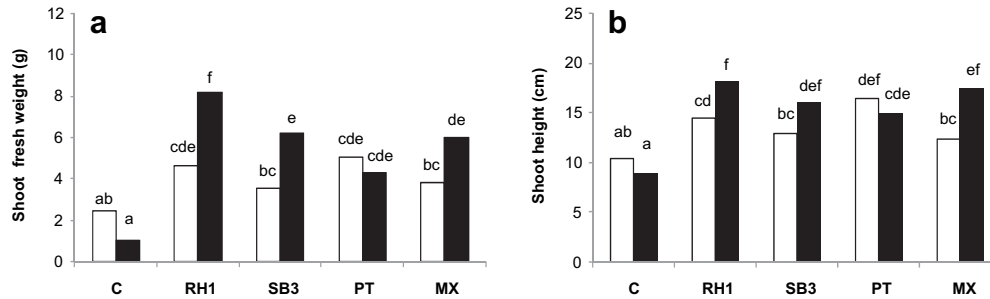 a
Shoot fresh weight (g)
12
10
8
6
4
2
0
ab
a
cde
f
bc
e
cde
cde
bc
de
C RH1 SB3 PT MX
b
Shoot height (cm)
25
20
15
10
5
0
ab
a
cd
f
bc
def
def
cde
bc
ef
C RH1 SB3 PT MX